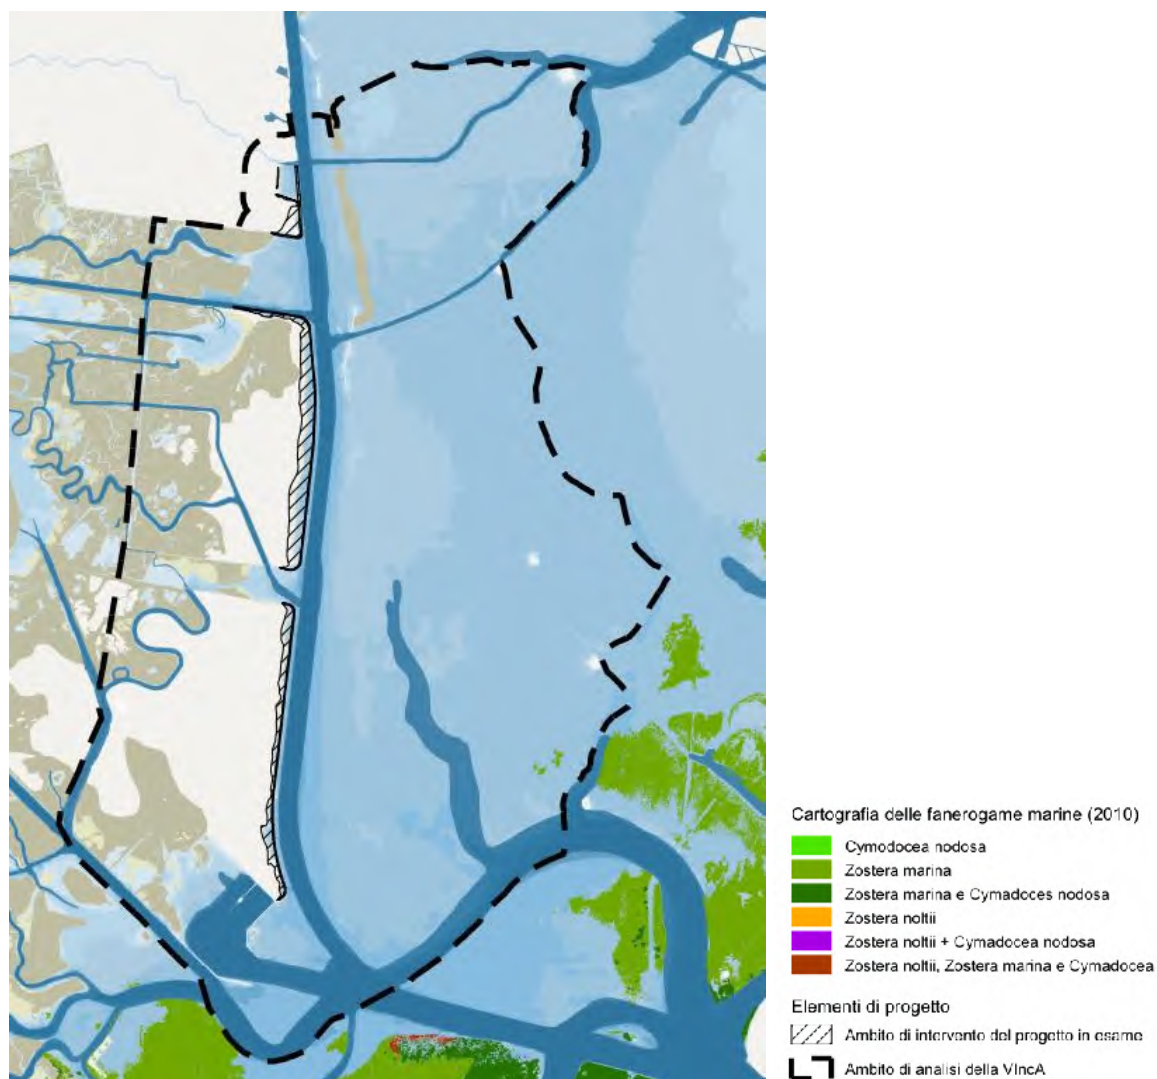 Cartografia delle fanerogame marine (2010)
Cymodocea nodosa
Zostera marina
Zostera marina e Cymadoces nodosa
Zostera noltii
Zostera noltii + Cymadocea nodosa
Zostera noltii, Zostera marina e Cymadocea
Elementi di progetto
Ambito di intervento del progetto in esame
Ambito di analisi della VIncA